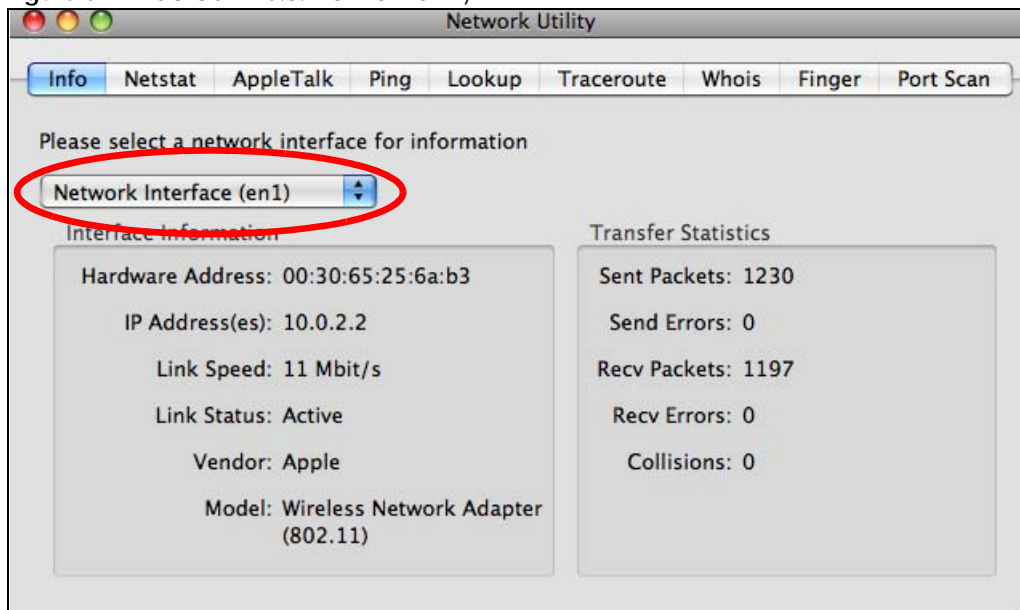 Network Utility
Info Netstat AppleTalk Ping Lookup Traceroute Whois Finger Port Scan
Please select a network interface for information
Network Interface (en1)
Interface Information
Hardware Address: 00:30:65:25:6a:b3
IP Address(es): 10.0.2.2
Link Speed: 11 Mbit/s
Link Status: Active
Vendor: Apple
Model: Wireless Network Adapter
(802.11)
Transfer Statistics
Sent Packets: 1230
Send Errors: 0
Recv Packets: 1197
Recv Errors: 0
Collisions: 0